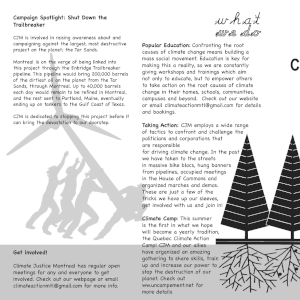 Campaign Spotlight: Shut Down the
Trailbreaker
CJM is involved in raising awareness about and
campaigning against the largest, most destructive
project on the planet: the Tar Sands.
Montreal is on the verge of being linked into
this project through the Enbridge Trailbreaker
pipeline. This pipeline would bring 200,000 barrels
of the dirtiest oil on the planet from the Tar
Sands, through Montreal. Up to 40,000 barrels
each day would remain to be refined in Montreal,
and the rest sent to Portland, Maine, eventually
ending up on tankers to the Gulf Coast of Texas.
CJM is dedicated to stopping this project before it
can bring the devastation to our doorstep.
Get involved!
Climate Justice Montreal has regular open
meetings for any and everyone to get
involved. Check out our webpage or email
climateactionmtl@gmail.com for more info.
what
we do
Popular Education: Confronting the root
causes of climate change means building a
mass social movement. Education is key for
making this a reality, so we are constantly
giving workshops and trainings which aim
not only to educate, but to empower others
to take action on the root causes of climate
change in their homes, schools, communities,
campuses and beyond. Check out our website
email climateactionmtl@gmail.com for details
and bookings.
Taking Action: CJM employs a wide range
of tactics to confront and challenge the
politicians and corporations that
are responsible
for driving climate change. In the past
we have taken to the streets
in massive bike blocs, hung banners
from pipelines, occupied meetings
in the House of Commons and
organized marches and demos.
These are just a few of the
tricks we have up our sleeves,
get involved with us and join in!
Climate Camp: This summer
is the first in what we hope
will become a yearly tradition,
the Quebec Climate Action
Camp! CJM and our allies
have organized an amazing
gathering to share skills, train
up and increase our power to
stop the destruction of our
planet. Check out
www.uncampement.net for
more details.
C